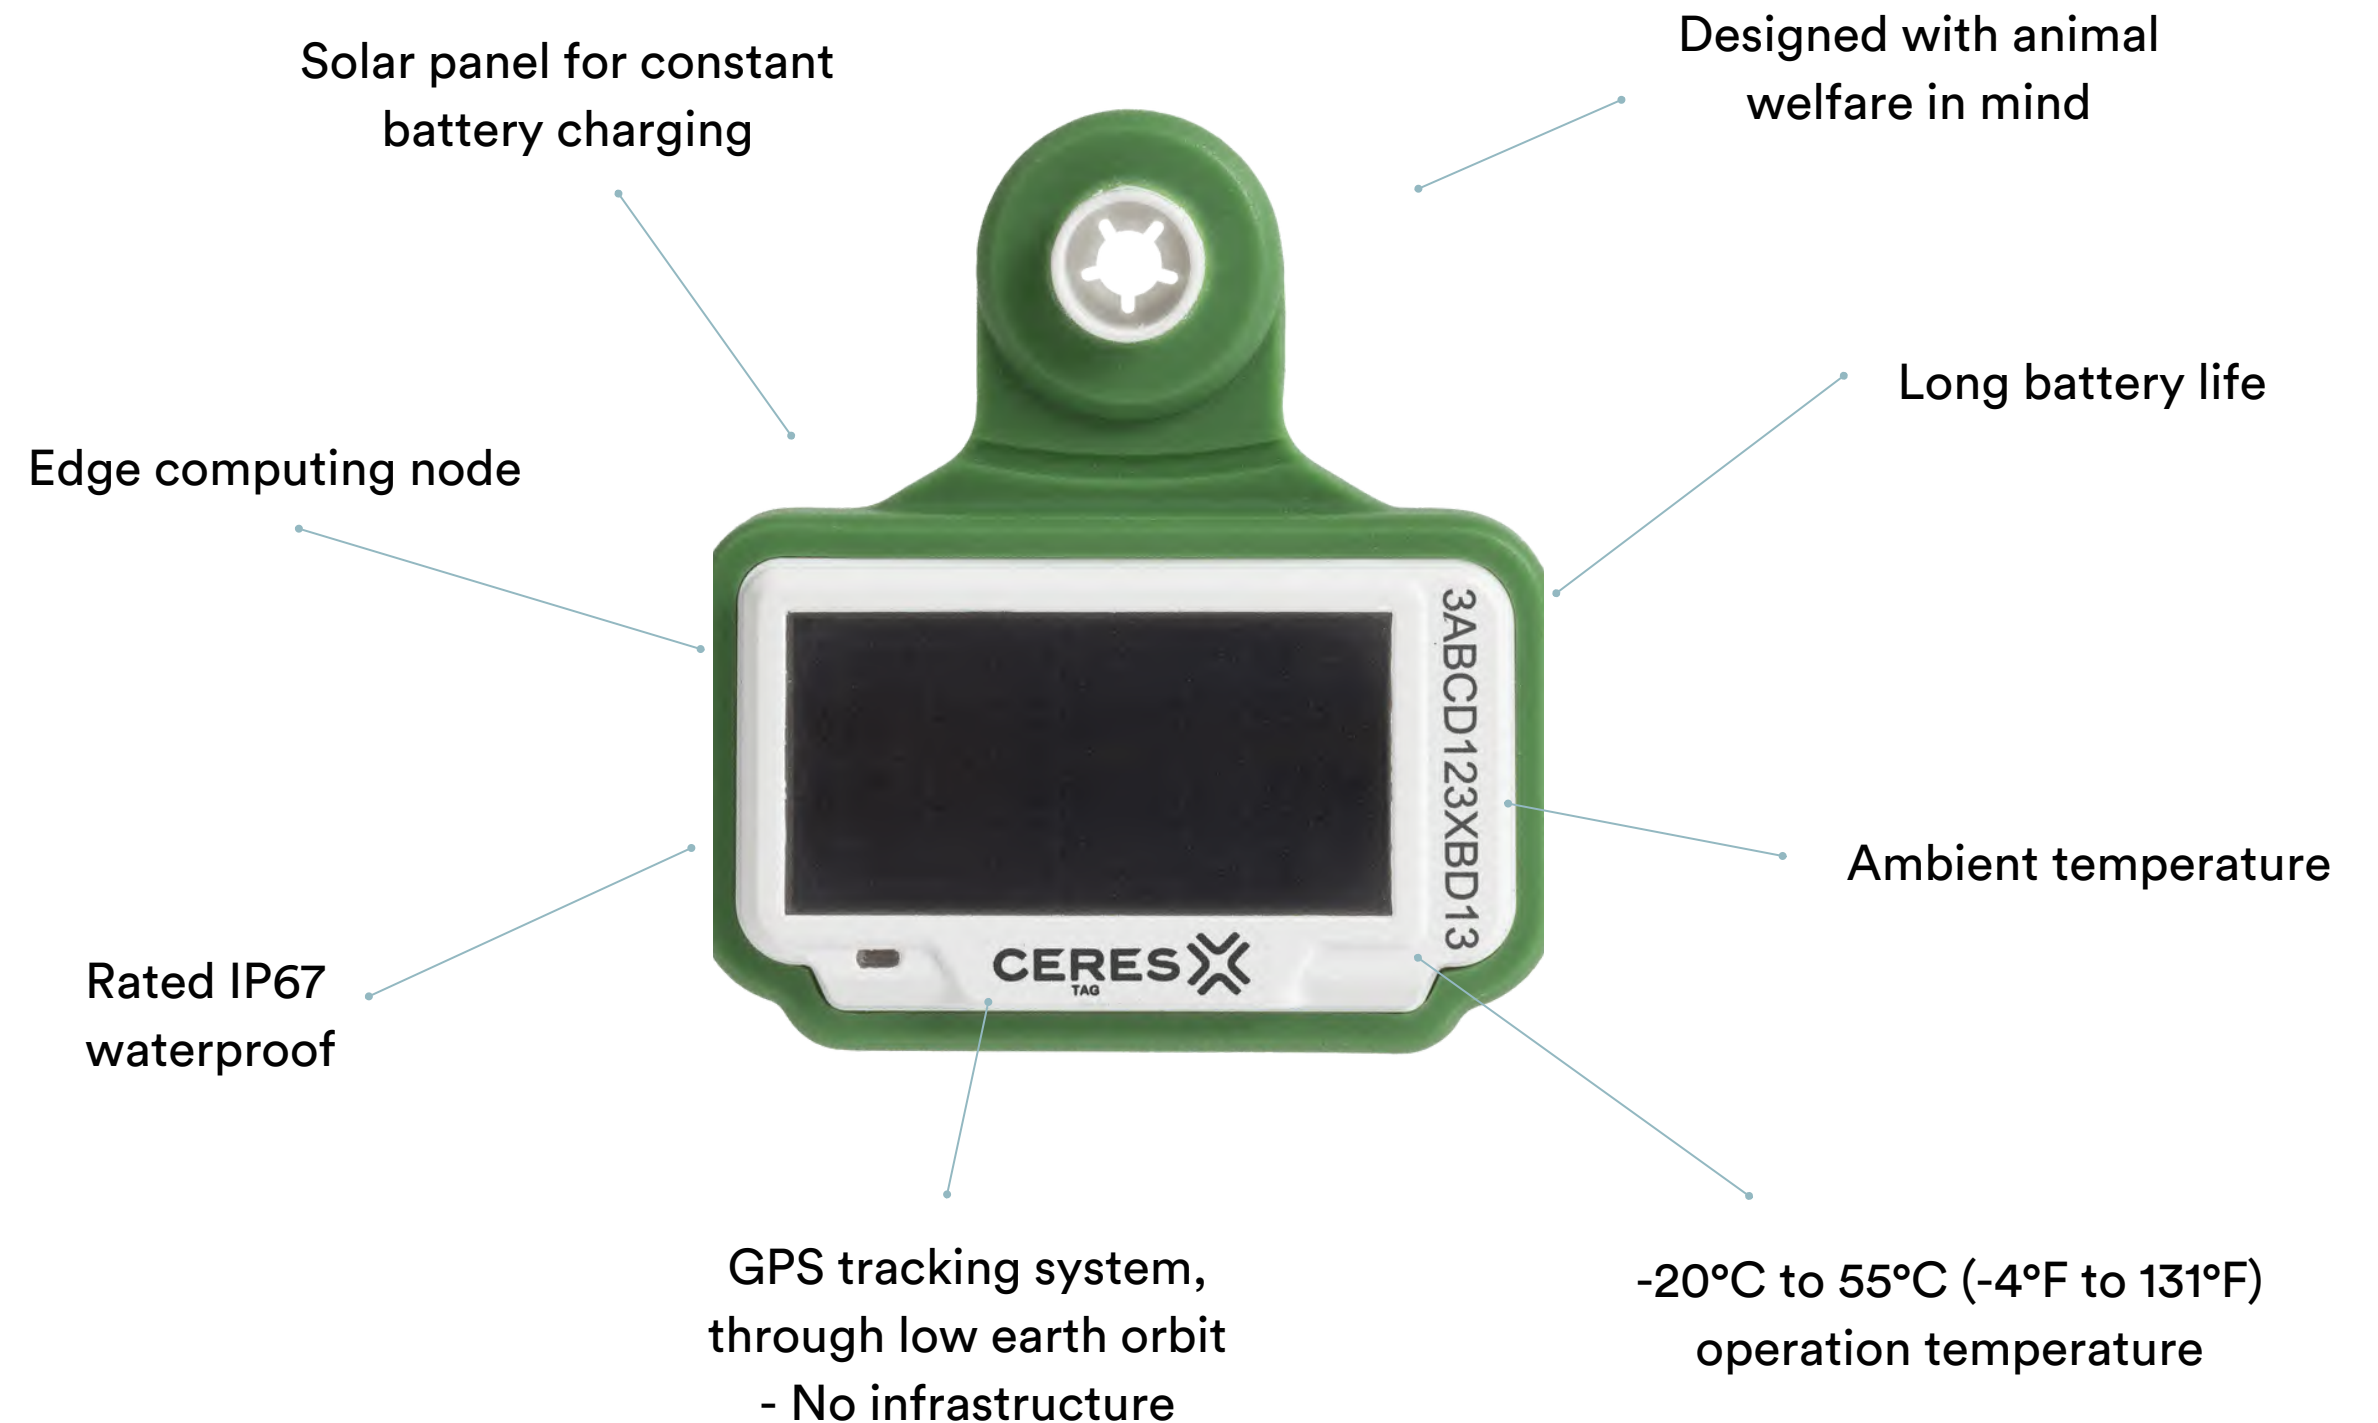 Solar panel for constant
battery charging
Designed with animal
welfare in mind
Long battery life
Edge computing node
3ABCD123XBD13
Ambient temperature
CERES
TAG
Rated IP67
waterproof
GPS tracking system,
through low earth orbit
- No infrastructure
-20°C to 55°C (-4°F to 131°F)
operation temperature